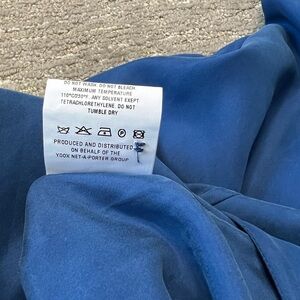 DO NOT WASH. DO NOT BLEACH.
MAXIMUM TEMPERATURE
110°C/230°F. ANY SOLVENT EXEPT
TETRACHLORETHYLENE. DO NOT
TUMBLE DRY
PRODUCED AND DISTRIBUTED
ON BEHALF OF THE
YOOX NET-A-PORTER GROUP